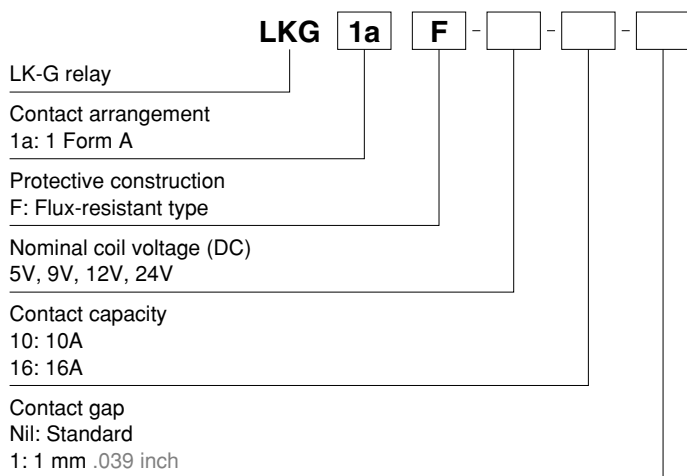 LKG 1a F - - -
LK-G relay
Contact arrangement
1a: 1 Form A
Protective construction
F: Flux-resistant type
Nominal coil voltage (DC)
5V, 9V, 12V, 24V
Contact capacity
10: 10A
16: 16A
Contact gap
Nil: Standard
1: 1 mm .039 inch